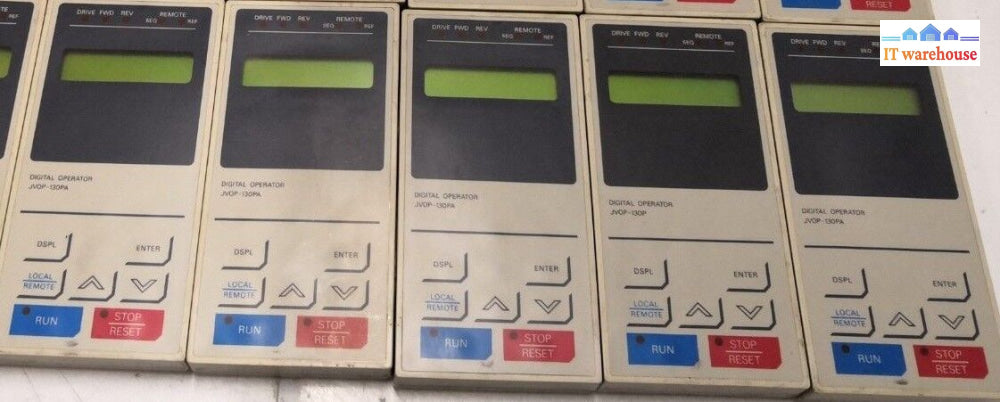 RESET
RESET
IT warehouse
REF
DRIVE FWD REV REMOTE
SEQ REF
DIGITAL OPERATOR
JVOP-130PA
DSPL ENTER
LOCAL
REMOTE
RUN STOP
RESET
DRIVE FWD REV REMOTE
SEQ REF
DIGITAL OPERATOR
JVOP-130PA
DSPL ENTER
LOCAL
REMOTE
RUN STOP
RESET
DRIVE FWD REV REMOTE
SEQ REF
DIGITAL OPERATOR
JVOP-130PA
DSPL ENTER
LOCAL
REMOTE
RUN STOP
RESET
DRIVE FWD REV REMOTE
SEQ REF
DIGITAL OPERATOR
JVOP-130P
DSPL ENTER
LOCAL
REMOTE
RUN STOP
RESET
DRIVE FWD REV REMOTE
SEQ
DIGITAL OPERATOR
JVOP-130PA
DSPL ENTER
LOCAL
REMOTE
RUN STOP
RESET